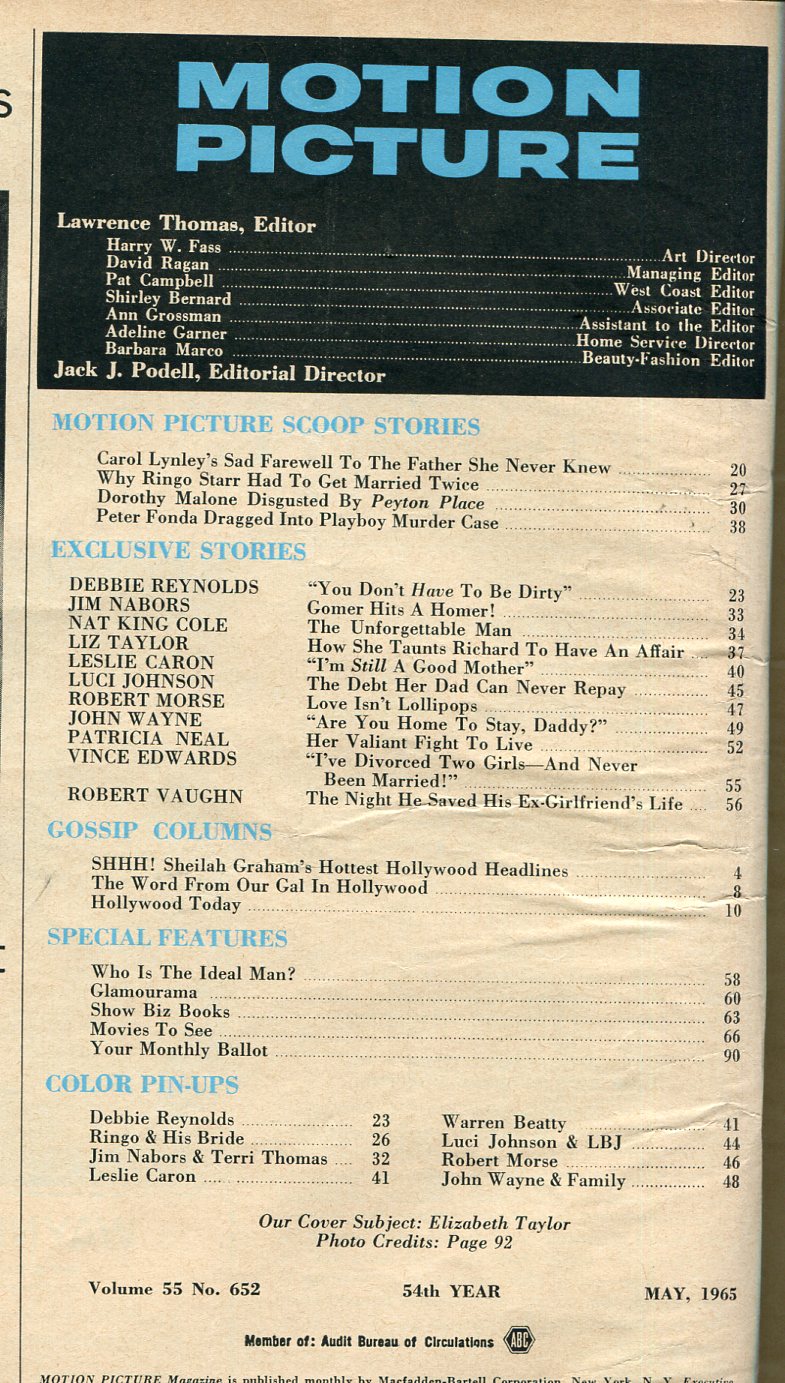 MOTION
PICTURE
Lawrence Thomas, Editor
Harry W. Fass ... Art Director
David Ragan ... Managing Editor
Pat Campbell ... West Coast Editor
Shirley Bernard ... Associate Editor
Ann Grossman ... Assistant to the Editor
Adeline Garner ... Home Service Director
Barbara Marco ... Beauty-Fashion Editor
Jack J. Podell, Editorial Director
MOTION PICTURE SCOOP STORIES
Carol Lynley's Sad Farewell To The Father She Never Knew ... 20
Why Ringo Starr Had To Get Married Twice ... 27
Dorothy Malone Disgusted By Peyton Place ... 30
Peter Fonda Dragged Into Playboy Murder Case ... 38
EXCLUSIVE STORIES
DEBBIE REYNOLDS "You Don't Have To Be Dirty" ... 23
JIM NABORS Gomer Hits A Homer! ... 33
NAT KING COLE The Unforgettable Man ... 34
LIZ TAYLOR How She Taunts Richard To Have An Affair ... 37
LESLIE CARON "I'm Still A Good Mother" ... 40
LUCI JOHNSON The Debt Her Dad Can Never Repay ... 45
ROBERT MORSE Love Isn't Lollipops ... 47
JOHN WAYNE "Are You Home To Stay, Daddy?" ... 49
PATRICIA NEAL Her Valiant Fight To Live ... 52
VINCE EDWARDS "I've Divorced Two Girls—And Never
Been Married!" ... 55
ROBERT VAUGHN The Night He Saved His Ex-Girlfriend's Life ... 56
GOSSIP COLUMNS
SHHH! Sheilah Graham's Hottest Hollywood Headlines ... 4
The Word From Our Gal In Hollywood ... 8
Hollywood Today ... 10
SPECIAL FEATURES
Who Is The Ideal Man? ... 58
Glamourama ... 60
Show Biz Books ... 63
Movies To See ... 66
Your Monthly Ballot ... 90
COLOR PIN-UPS
Debbie Reynolds ... 23
Ringo & His Bride ... 26
Jim Nabors & Terri Thomas ... 32
Leslie Caron ... 41
Warren Beatty ... 41
Luci Johnson & LBJ ... 44
Robert Morse ... 46
John Wayne & Family ... 48
Our Cover Subject: Elizabeth Taylor
Photo Credits: Page 92
Volume 55 No. 652 54th YEAR MAY, 1965
Member of: Audit Bureau of Circulations ABC
MOTION PICTURE Magazine is published monthly by Macfadden-Bartell Corporation, New York, N. Y. Executive,